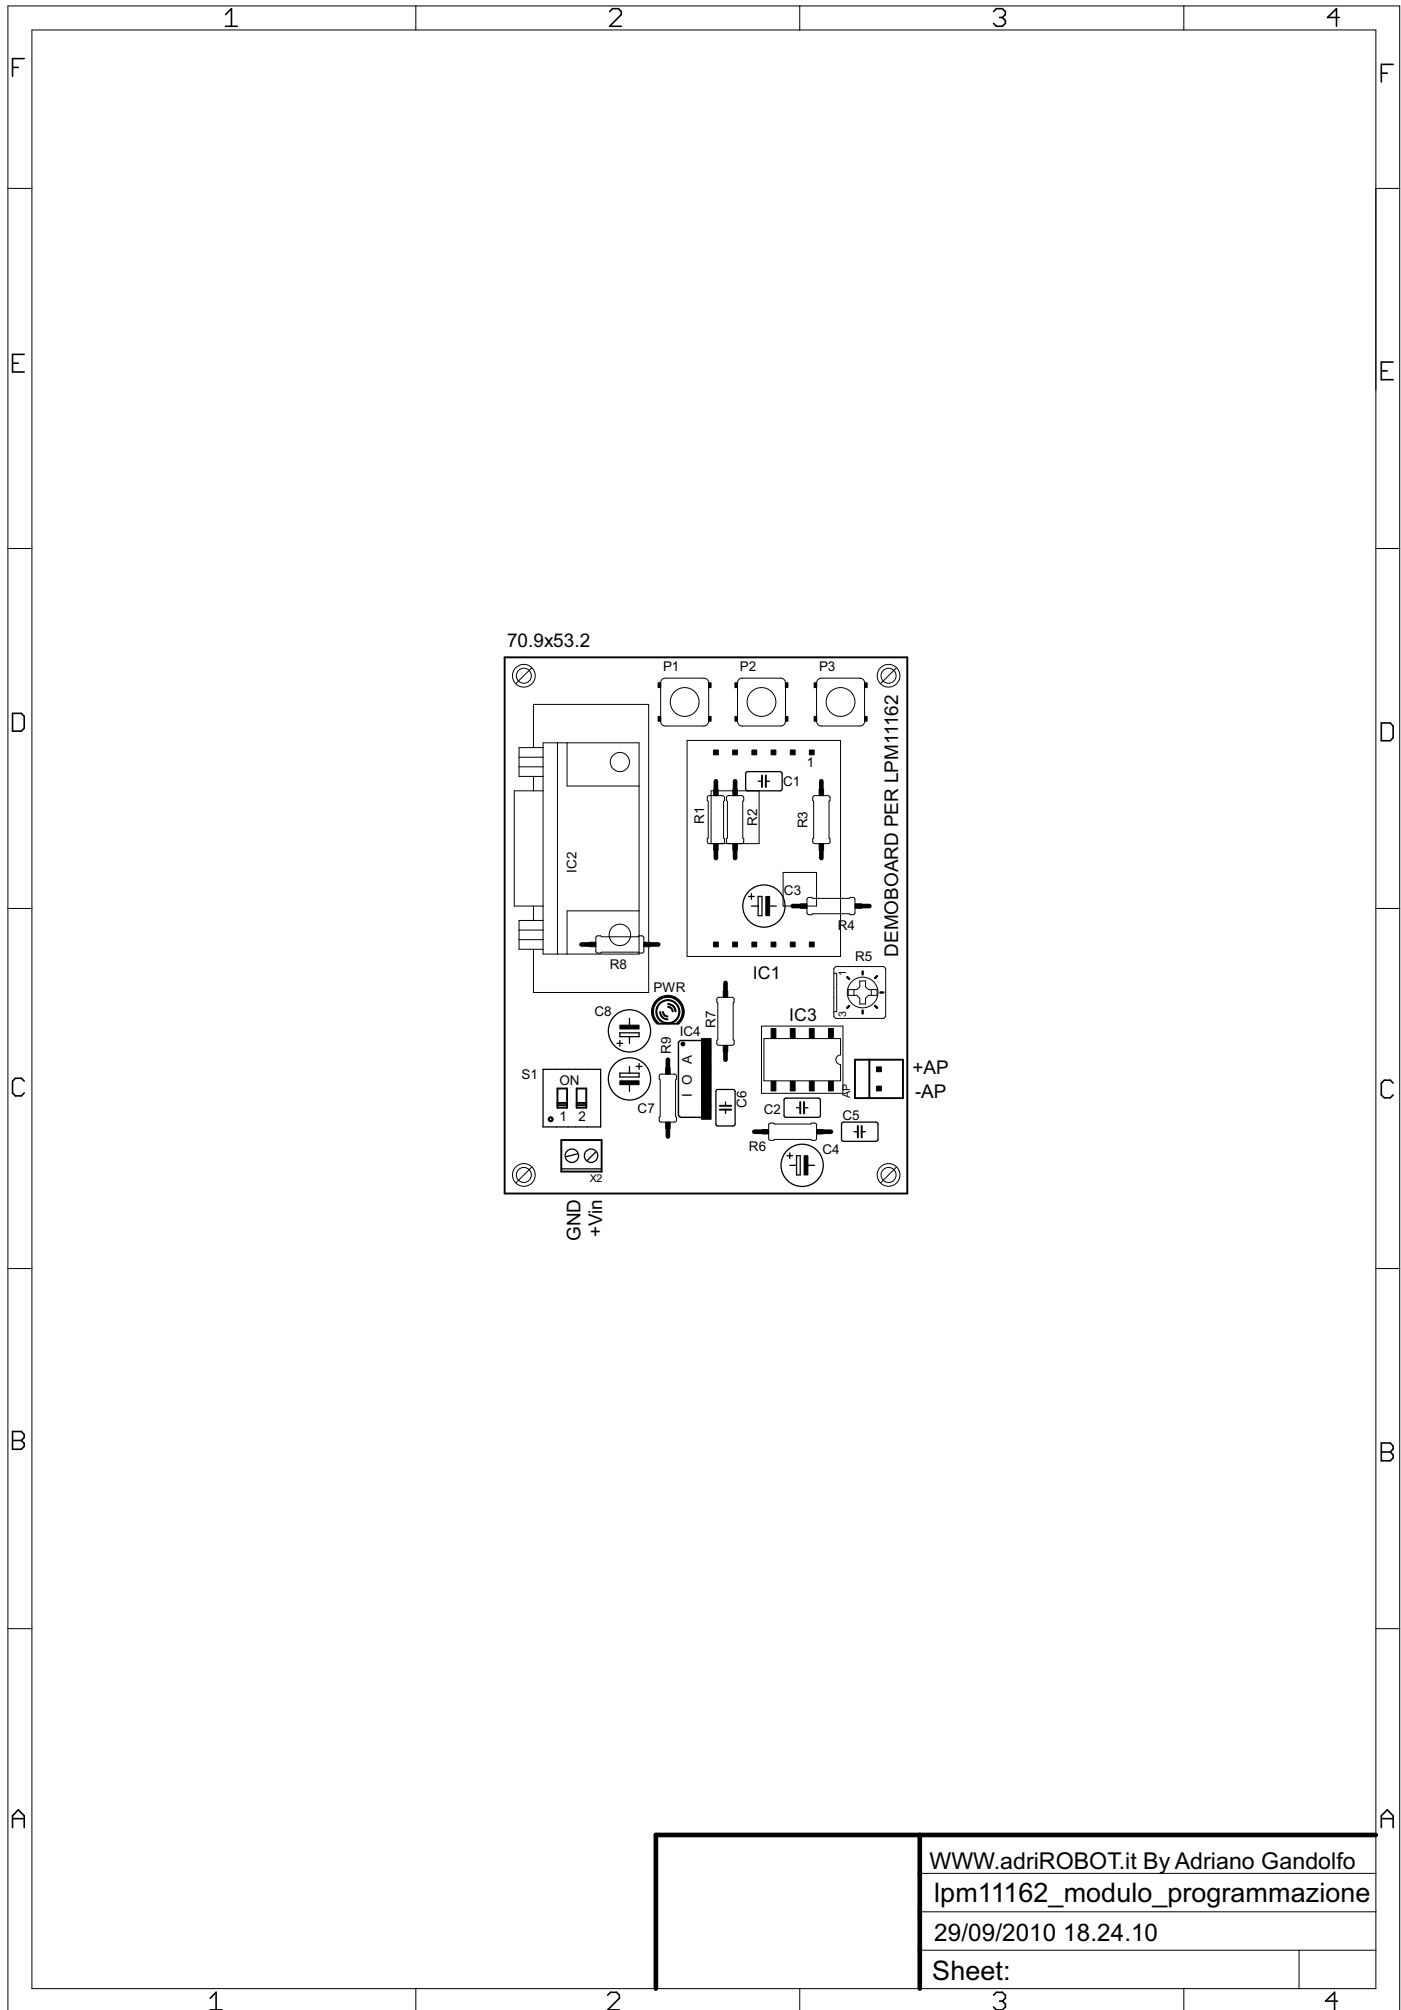 1 2 3 4
F F
E E
D D
C C
B B
A A
70.9x53.2
P1 P2 P3
DEMOBOARD PER LPM11162
1
C1
R1 R2 R3
IC2
C3
R4
R8
IC1
R5
1
3
PWR
C8
R7
IC3
IC4
R9
I O A
S1
ON
1 2
C7
C6
C2
AP
+AP
-AP
C5
R6
C4
X2
GND
+Vin
WWW.adriROBOT.it By Adriano Gandolfo
lpm11162_modulo_programmazione
29/09/2010 18.24.10
Sheet:
1 2 3 4